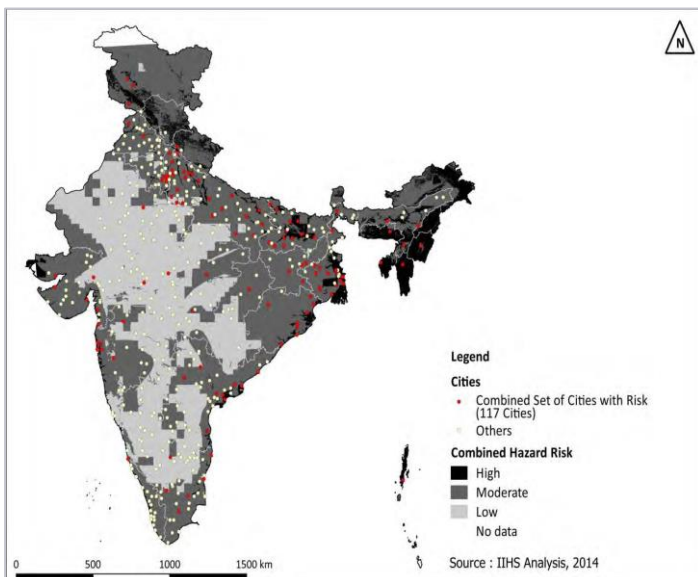 N
Legend
Cities
Combined Set of Cities with Risk
(117 Cities)
Others
Combined Hazard Risk
High
Moderate
Low
No data
0 500 1000 1500 km
Source : IIHS Analysis, 2014